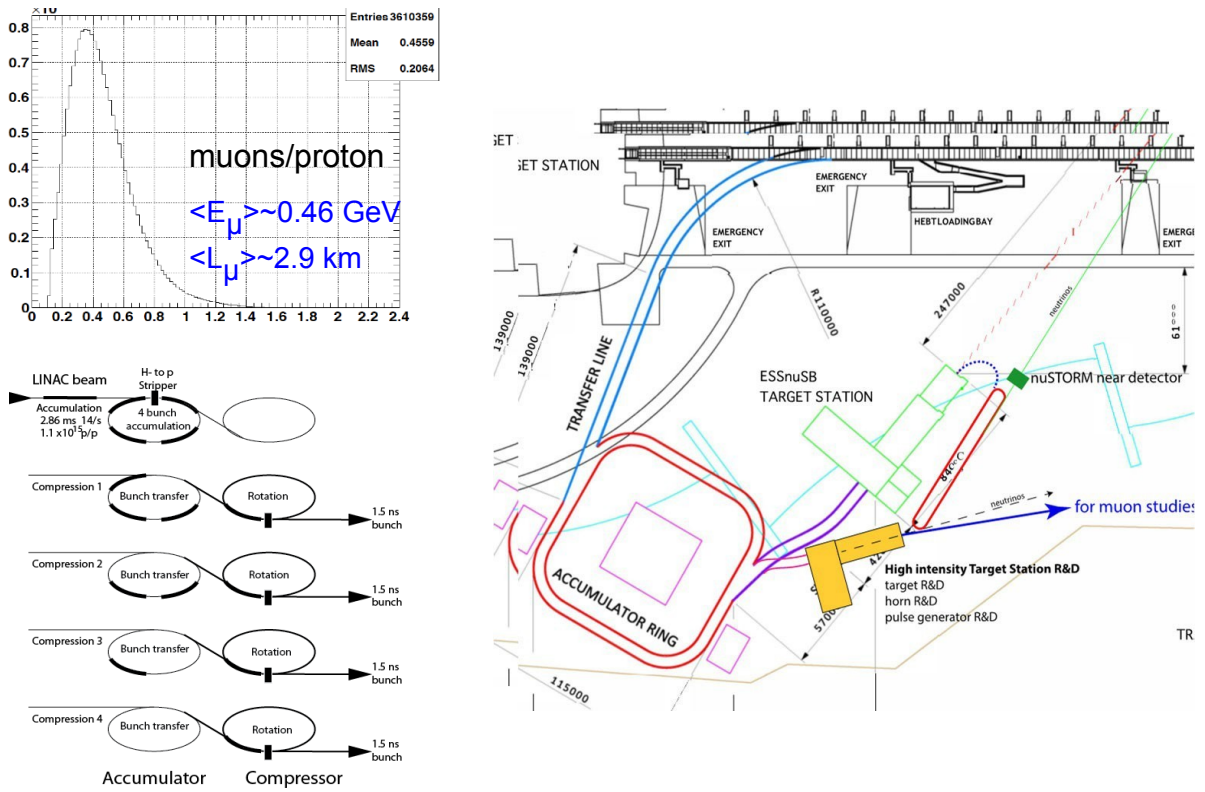 Entries 3610359
Mean 0.4559
RMS 0.2064
0.8
0.7
0.6
0.5
0.4
0.3
0.2
0.1
0
0 0.2 0.4 0.6 0.8 1 1.2 1.4 1.6 1.8 2 2.2 2.4
muons/proton
<Eμ>~0.46 GeV
<Lμ>~2.9 km
LINAC beam
H- to p
Stripper
Accumulation
2.86 ms 14/s
1.1 x10¹⁵p/p
4 bunch
accumulation
Compression 1
Bunch transfer
Rotation
1.5 ns
bunch
Compression 2
Bunch transfer
Rotation
1.5 ns
bunch
Compression 3
Bunch transfer
Rotation
1.5 ns
bunch
Compression 4
Bunch transfer
Rotation
1.5 ns
bunch
Accumulator
Compressor
GET STATION
EMERGENCY
EXIT
HEBT LOADING BAY
EMERGENCY
EXIT
EXIT
139000
139000
R110000
247000
neutrinos
TRANSFER LINE
ESSnuSB
TARGET STATION
nuSTORM near detector
neutrinos
for muon studies
ACCUMULATOR RING
High intensity Target Station R&D
target R&D
horn R&D
pulse generator R&D
5700
115000
TR